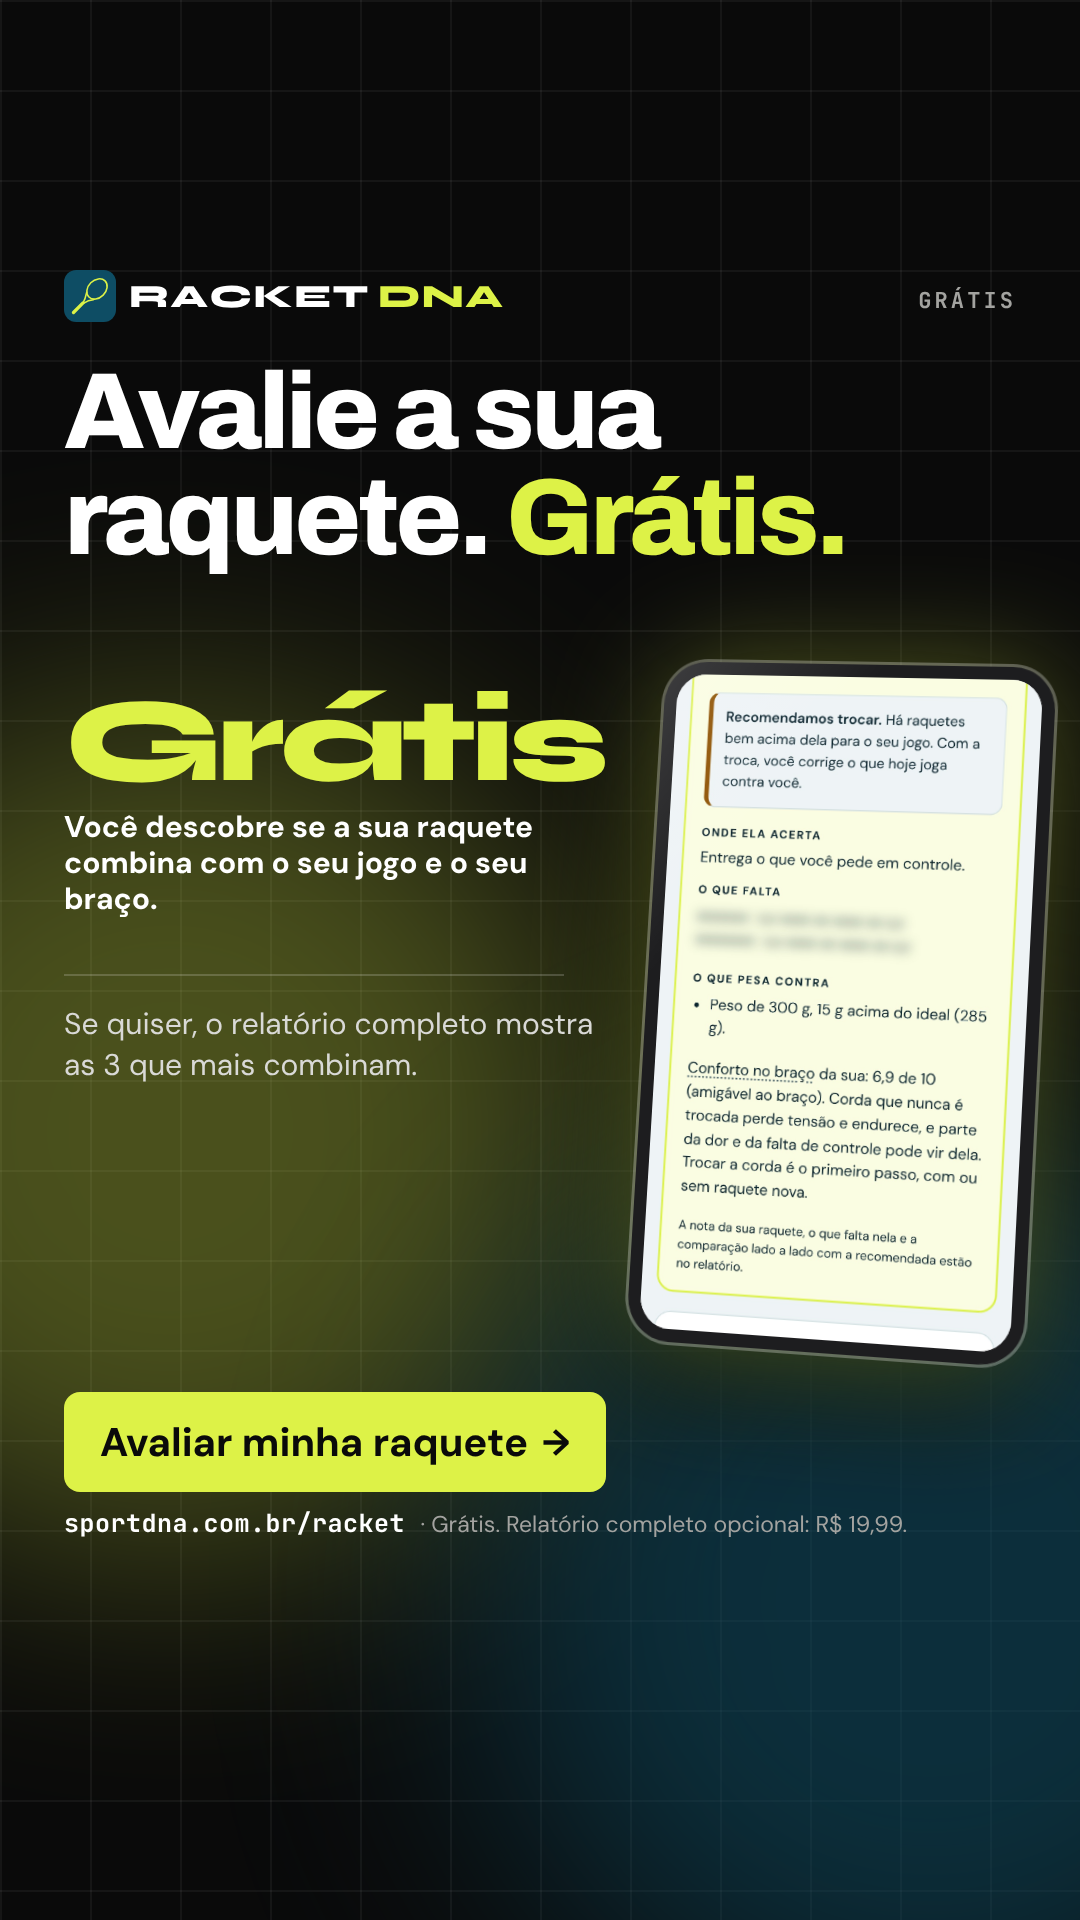 RACKET DNA
GRÁTIS
Avalie a sua
raquete. Grátis.
Grátis
Você descobre se a sua raquete
combina com o seu jogo e o seu
braço.
Se quiser, o relatório completo mostra
as 3 que mais combinam.
Recomendamos trocar. Há raquetes
bem acima dela para o seu jogo. Com a
troca, você corrige o que hoje joga
contra você.
ONDE ELA ACERTA
Entrega o que você pede em controle.
O QUE FALTA
O QUE PESA CONTRA
• Peso de 300 g, 15 g acima do ideal (285
g).
Conforto no braço da sua: 6,9 de 10
(amigável ao braço). Corda que nunca é
trocada perde tensão e endurece, e parte
da dor e da falta de controle pode vir dela.
Trocar a corda é o primeiro passo, com ou
sem raquete nova.
A nota da sua raquete, o que falta nela e a
comparação lado a lado com a recomendada estão
no relatório.
Avaliar minha raquete →
sportdna.com.br/racket · Grátis. Relatório completo opcional: R$ 19,99.